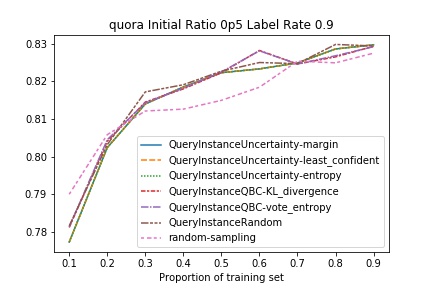 quora Initial Ratio 0p5 Label Rate 0.9
0.83
0.82
0.81
0.80
0.79
0.78
QueryInstanceUncertainty-margin
QueryInstanceUncertainty-least_confident
QueryInstanceUncertainty-entropy
QueryInstanceQBC-KL_divergence
QueryInstanceQBC-vote_entropy
QueryInstanceRandom
random-sampling
0.1 0.2 0.3 0.4 0.5 0.6 0.7 0.8 0.9
Proportion of training set